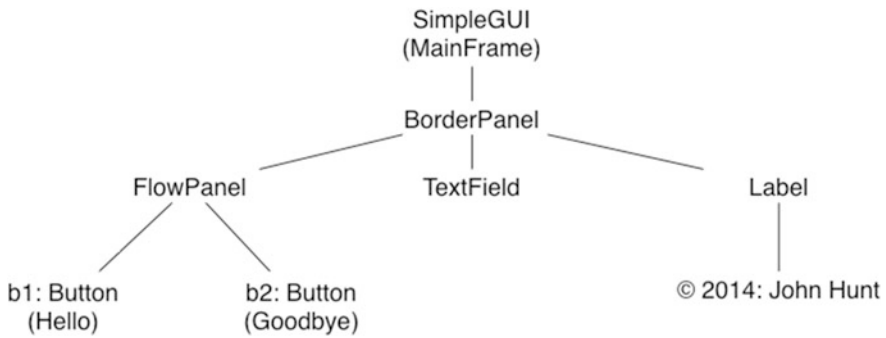 SimpleGUI
(MainFrame)
BorderPanel
FlowPanel
TextField
Label
b1: Button
(Hello)
b2: Button
(Goodbye)
© 2014: John Hunt